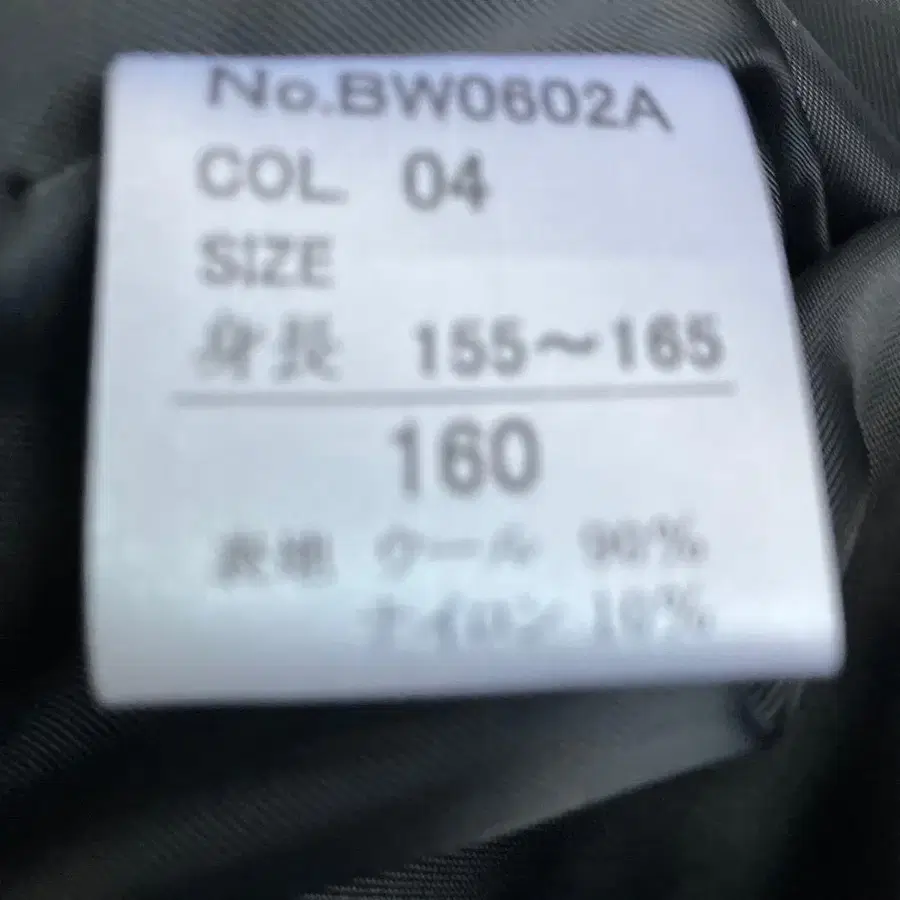 No.BW0602A
COL. 04
SIZE
身長 155～165
160
表地 ウール 90%
ナイロン 10%